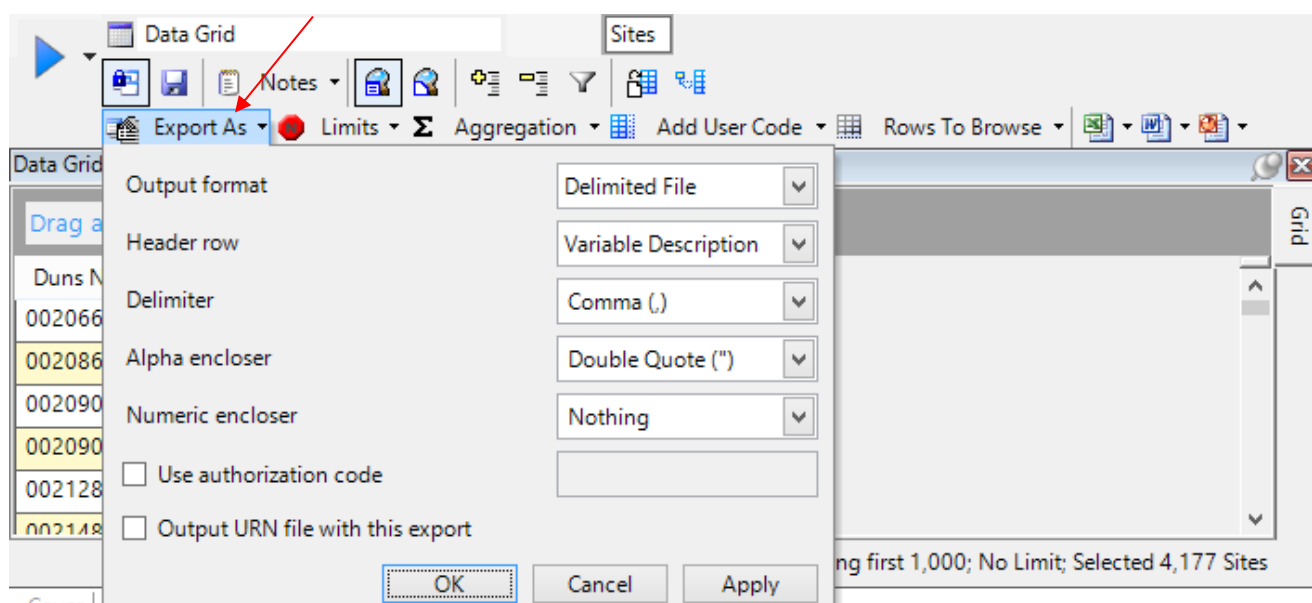 Data Grid Sites
Notes
Export As Limits Σ Aggregation Add User Code Rows To Browse
Data Grid
Drag a
Grid
Output format Delimited File
Header row Variable Description
Duns N
Delimiter Comma (,)
002066
Alpha encloser Double Quote (")
002086
Numeric encloser Nothing
002090
002090
Use authorization code
002128
Output URN file with this export
002148
OK Cancel Apply
ng first 1,000; No Limit; Selected 4,177 Sites